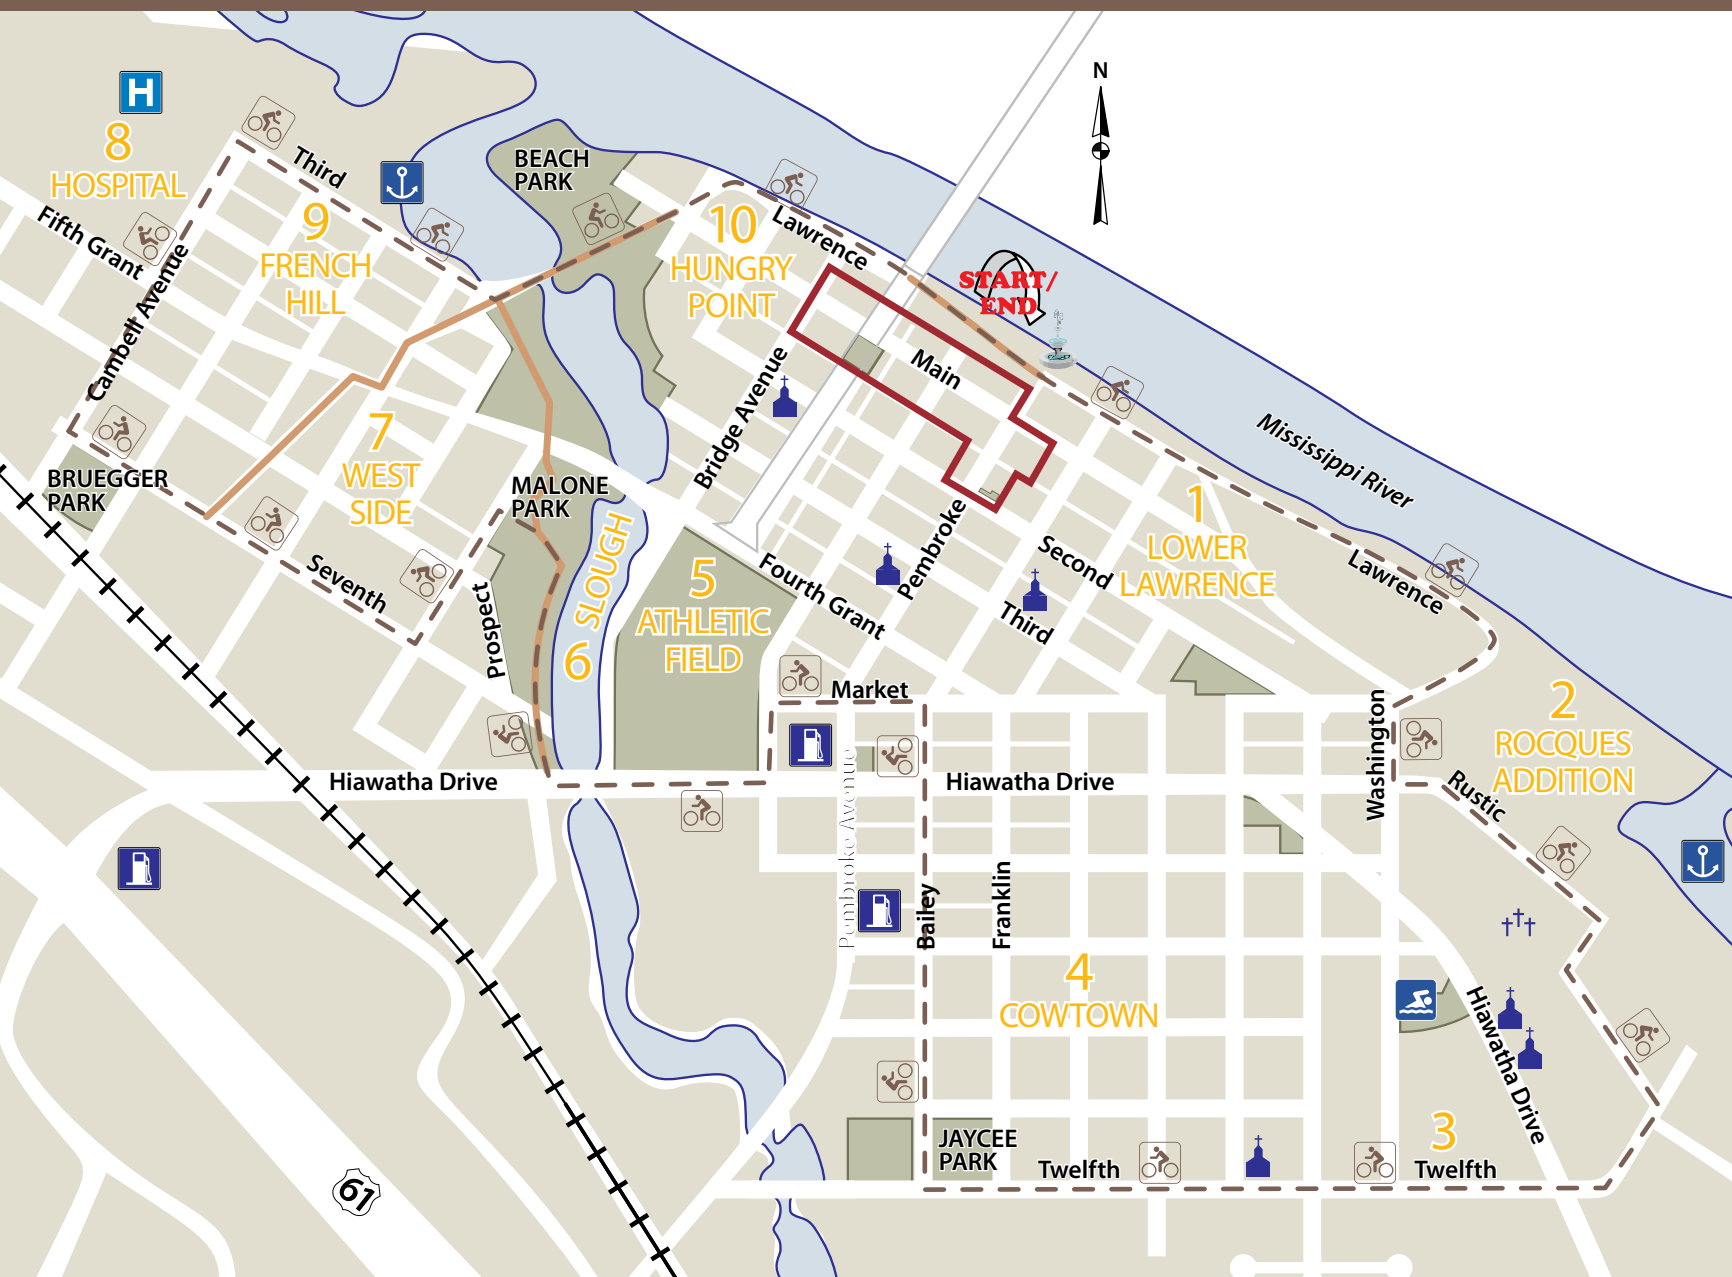 N
H
8
HOSPITAL
Third
BEACH
PARK
Fifth Grant
9
FRENCH
HILL
Cambell Avenue
10
HUNGRY
POINT
Lawrence
START/
END
Main
Bridge Avenue
Mississippi River
7
WEST
SIDE
BRUEGGER
PARK
MALONE
PARK
SLOUGH
6
Seventh
Prospect
5
ATHLETIC
FIELD
Fourth Grant
Pembroke
Second
Third
1
LOWER
LAWRENCE
Lawrence
Market
Washington
2
ROCQUES
ADDITION
Rustic
Hiawatha Drive
Hiawatha Drive
Pembroke Avenue
Bailey
Franklin
4
COWTOWN
Hiawatha Drive
3
JAYCEE
PARK
Twelfth
Twelfth
61